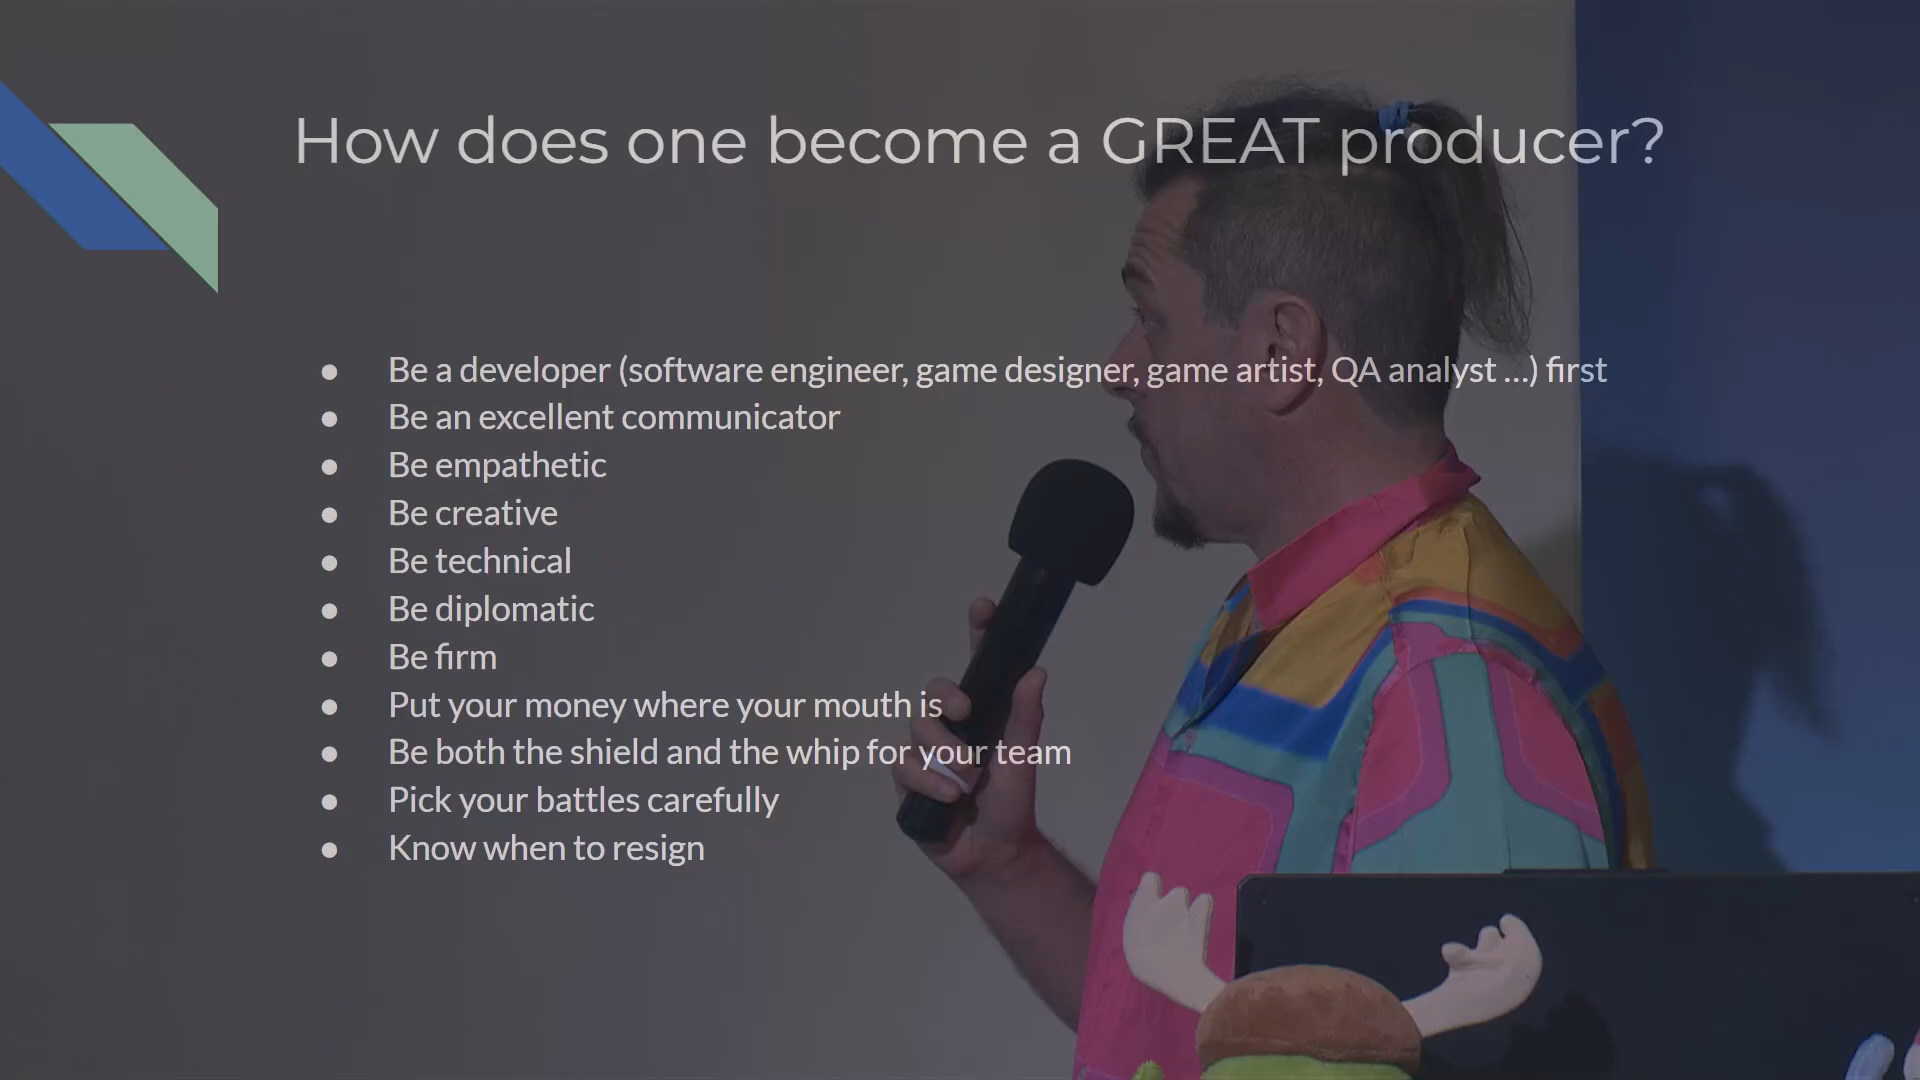 How does one become a GREAT producer?
● Be a developer (software engineer, game designer, game artist, QA analyst ...) first
● Be an excellent communicator
● Be empathetic
● Be creative
● Be technical
● Be diplomatic
● Be firm
● Put your money where your mouth is
● Be both the shield and the whip for your team
● Pick your battles carefully
● Know when to resign